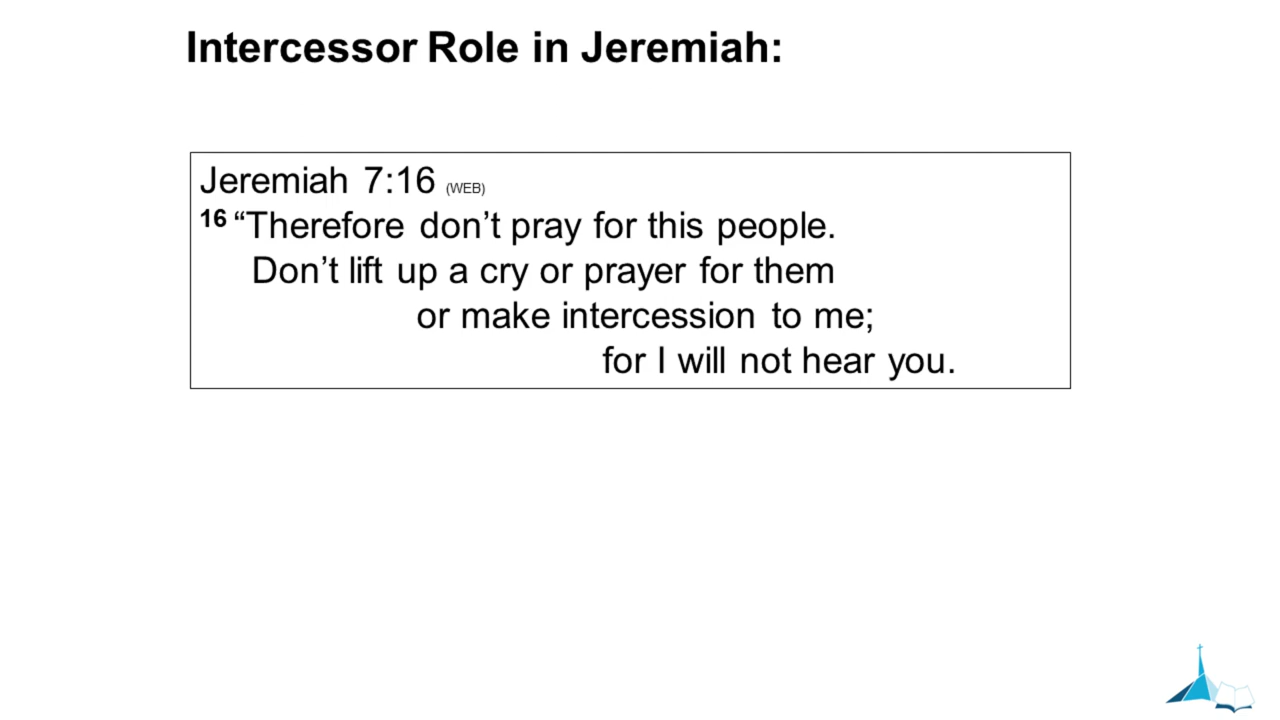 Intercessor Role in Jeremiah:
Jeremiah 7:16 (WEB)
16 “Therefore don’t pray for this people.
Don’t lift up a cry or prayer for them
or make intercession to me;
for I will not hear you.